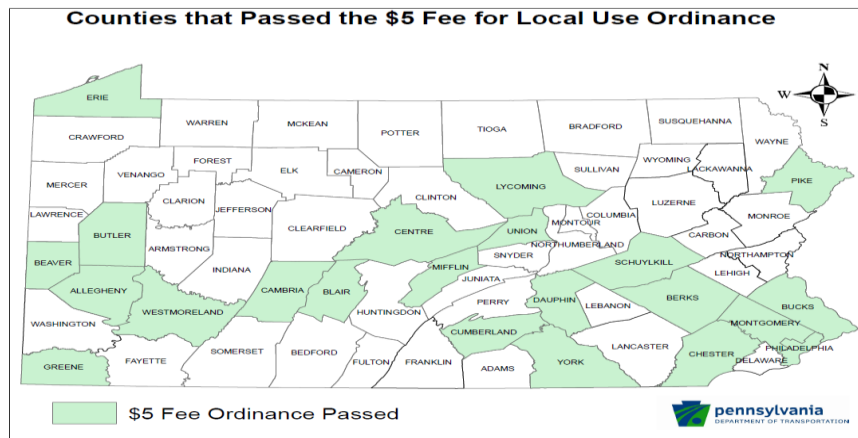 Counties that Passed the $5 Fee for Local Use Ordinance
N
W
S
ERIE
CRAWFORD
WARREN
MCKEAN
POTTER
TIOGA
BRADFORD
SUSQUEHANNA
WAYNE
FOREST
VENANGO
ELK
CAMERON
SULLIVAN
WYOMING
LACKAWANNA
MERCER
CLARION
CLINTON
LYCOMING
PIKE
LAWRENCE
JEFFERSON
CLEARFIELD
CENTRE
UNION
MONTOUR
COLUMBIA
LUZERNE
MONROE
BUTLER
ARMSTRONG
SNYDER
NORTHUMBERLAND
CARBON
BEAVER
INDIANA
MIFFLIN
JUNIATA
SCHUYLKILL
NORTHAMPTON
LEHIGH
ALLEGHENY
WESTMORELAND
CAMBRIA
BLAIR
HUNTINGDON
PERRY
DAUPHIN
LEBANON
BERKS
BUCKS
WASHINGTON
CUMBERLAND
MONTGOMERY
PHILADELPHIA
GREENE
FAYETTE
SOMERSET
BEDFORD
FULTON
FRANKLIN
ADAMS
YORK
LANCASTER
CHESTER
DELAWARE
$5 Fee Ordinance Passed
pennsylvania
DEPARTMENT OF TRANSPORTATION